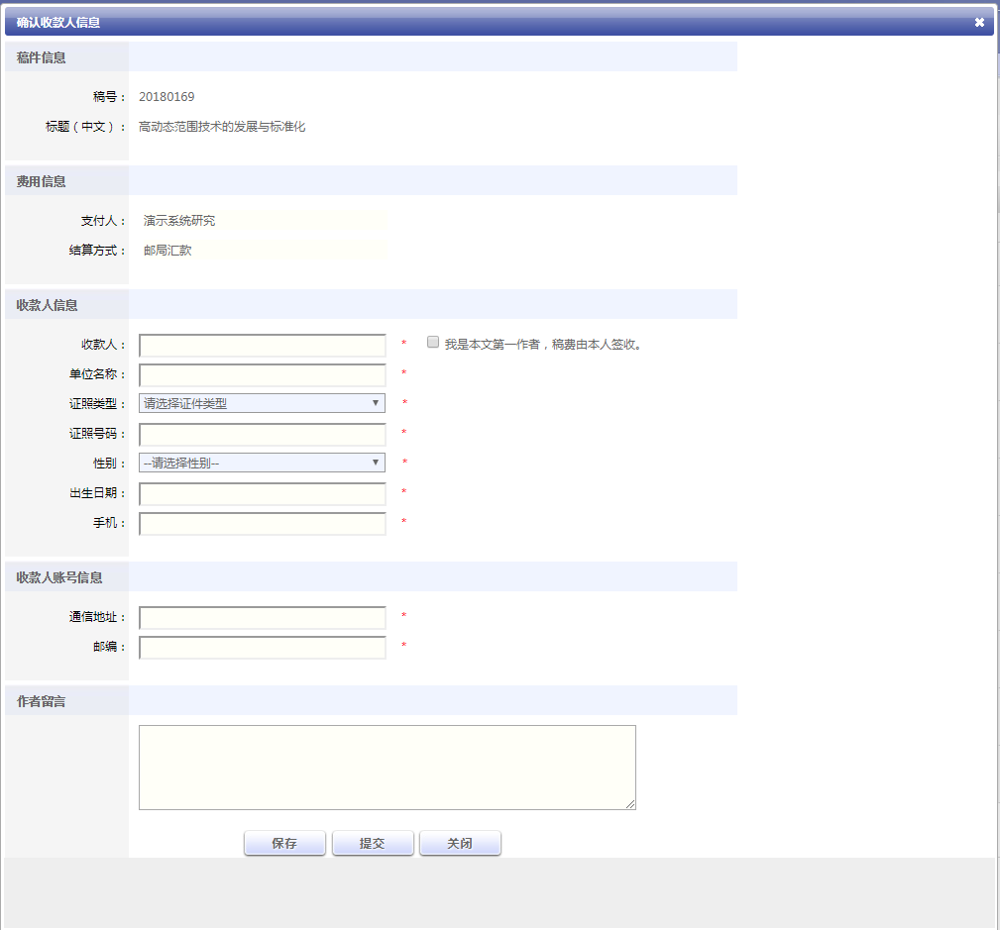 确认收款人信息
稿件信息
稿号： 20180169
标题（中文）： 高动态范围技术的发展与标准化
费用信息
支付人： 演示系统研究
结算方式： 邮局汇款
收款人信息
收款人： * 我是本文第一作者，稿费由本人签收。
单位名称： *
证照类型： 请选择证件类型 *
证照号码： *
性别： --请选择性别-- *
出生日期： *
手机： *
收款人账号信息
通信地址： *
邮编： *
作者留言
保存 提交 关闭